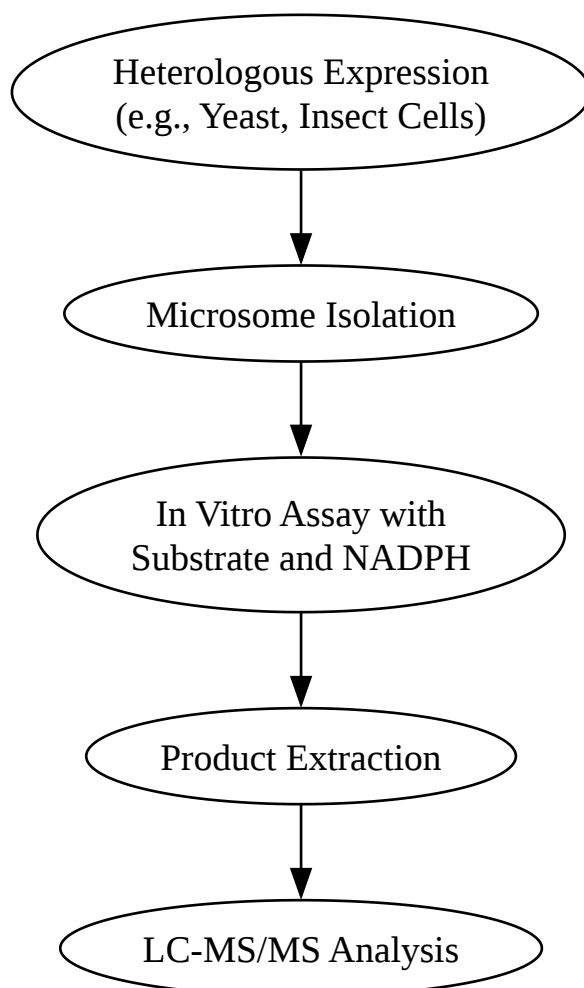 Heterologous Expression
(e.g., Yeast, Insect Cells)
Microsome Isolation
In Vitro Assay with
Substrate and NADPH
Product Extraction
LC-MS/MS Analysis